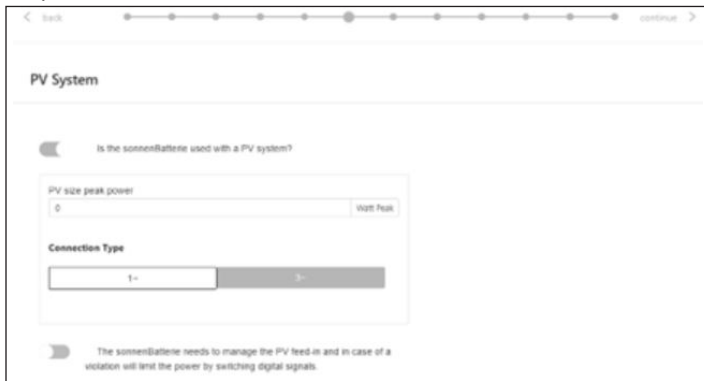 back
continue
PV System
Is the sonnenBatterie used with a PV system?
PV size peak power
0
Watt Peak
Connection Type
1~
3~
The sonnenBatterie needs to manage the PV feed-in and in case of a
violation will limit the power by switching digital signals.